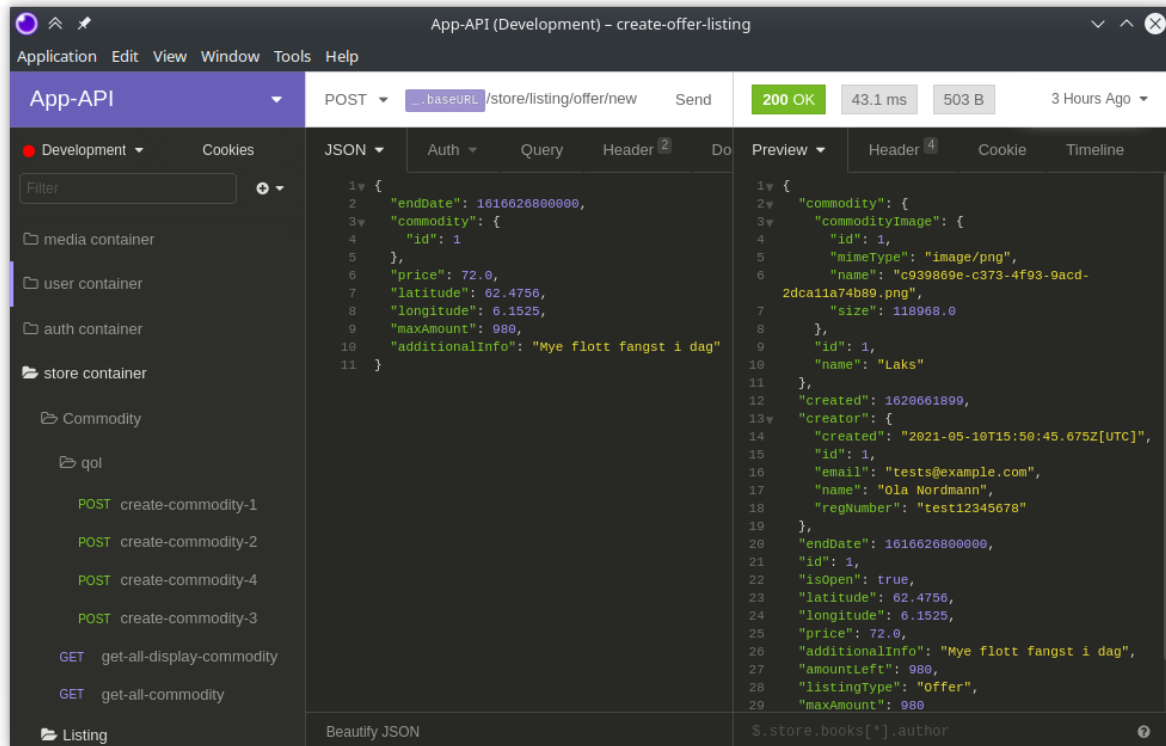 App-API (Development) – create-offer-listing
Application Edit View Window Tools Help
App-API
Development
Cookies
Filter
media container
user container
auth container
store container
Commodity
qol
POST create-commodity-1
POST create-commodity-2
POST create-commodity-4
POST create-commodity-3
GET get-all-display-commodity
GET get-all-commodity
Listing
POST _.baseURL/store/listing/offer/new Send
JSON Auth Query Header 2 Do
1 {
2 "endDate": 1616626800000,
3 "commodity": {
4 "id": 1
5 },
6 "price": 72.0,
7 "latitude": 62.4756,
8 "longitude": 6.1525,
9 "maxAmount": 980,
10 "additionalInfo": "Mye flott fangst i dag"
11 }
Beautify JSON
200 OK 43.1 ms 503 B 3 Hours Ago
Preview Header 4 Cookie Timeline
1 {
2 "commodity": {
3 "commodityImage": {
4 "id": 1,
5 "mimeType": "image/png",
6 "name": "c939869e-c373-4f93-9acd-
2dca11a74b89.png",
7 "size": 118968.0
8 },
9 "id": 1,
10 "name": "Laks"
11 },
12 "created": 1620661899,
13 "creator": {
14 "created": "2021-05-10T15:50:45.675Z[UTC]",
15 "id": 1,
16 "email": "tests@example.com",
17 "name": "Ola Nordmann",
18 "regNumber": "test12345678"
19 },
20 "endDate": 1616626800000,
21 "id": 1,
22 "isOpen": true,
23 "latitude": 62.4756,
24 "longitude": 6.1525,
25 "price": 72.0,
26 "additionalInfo": "Mye flott fangst i dag",
27 "amountLeft": 980,
28 "listingType": "Offer",
29 "maxAmount": 980
$.store.books[*].author